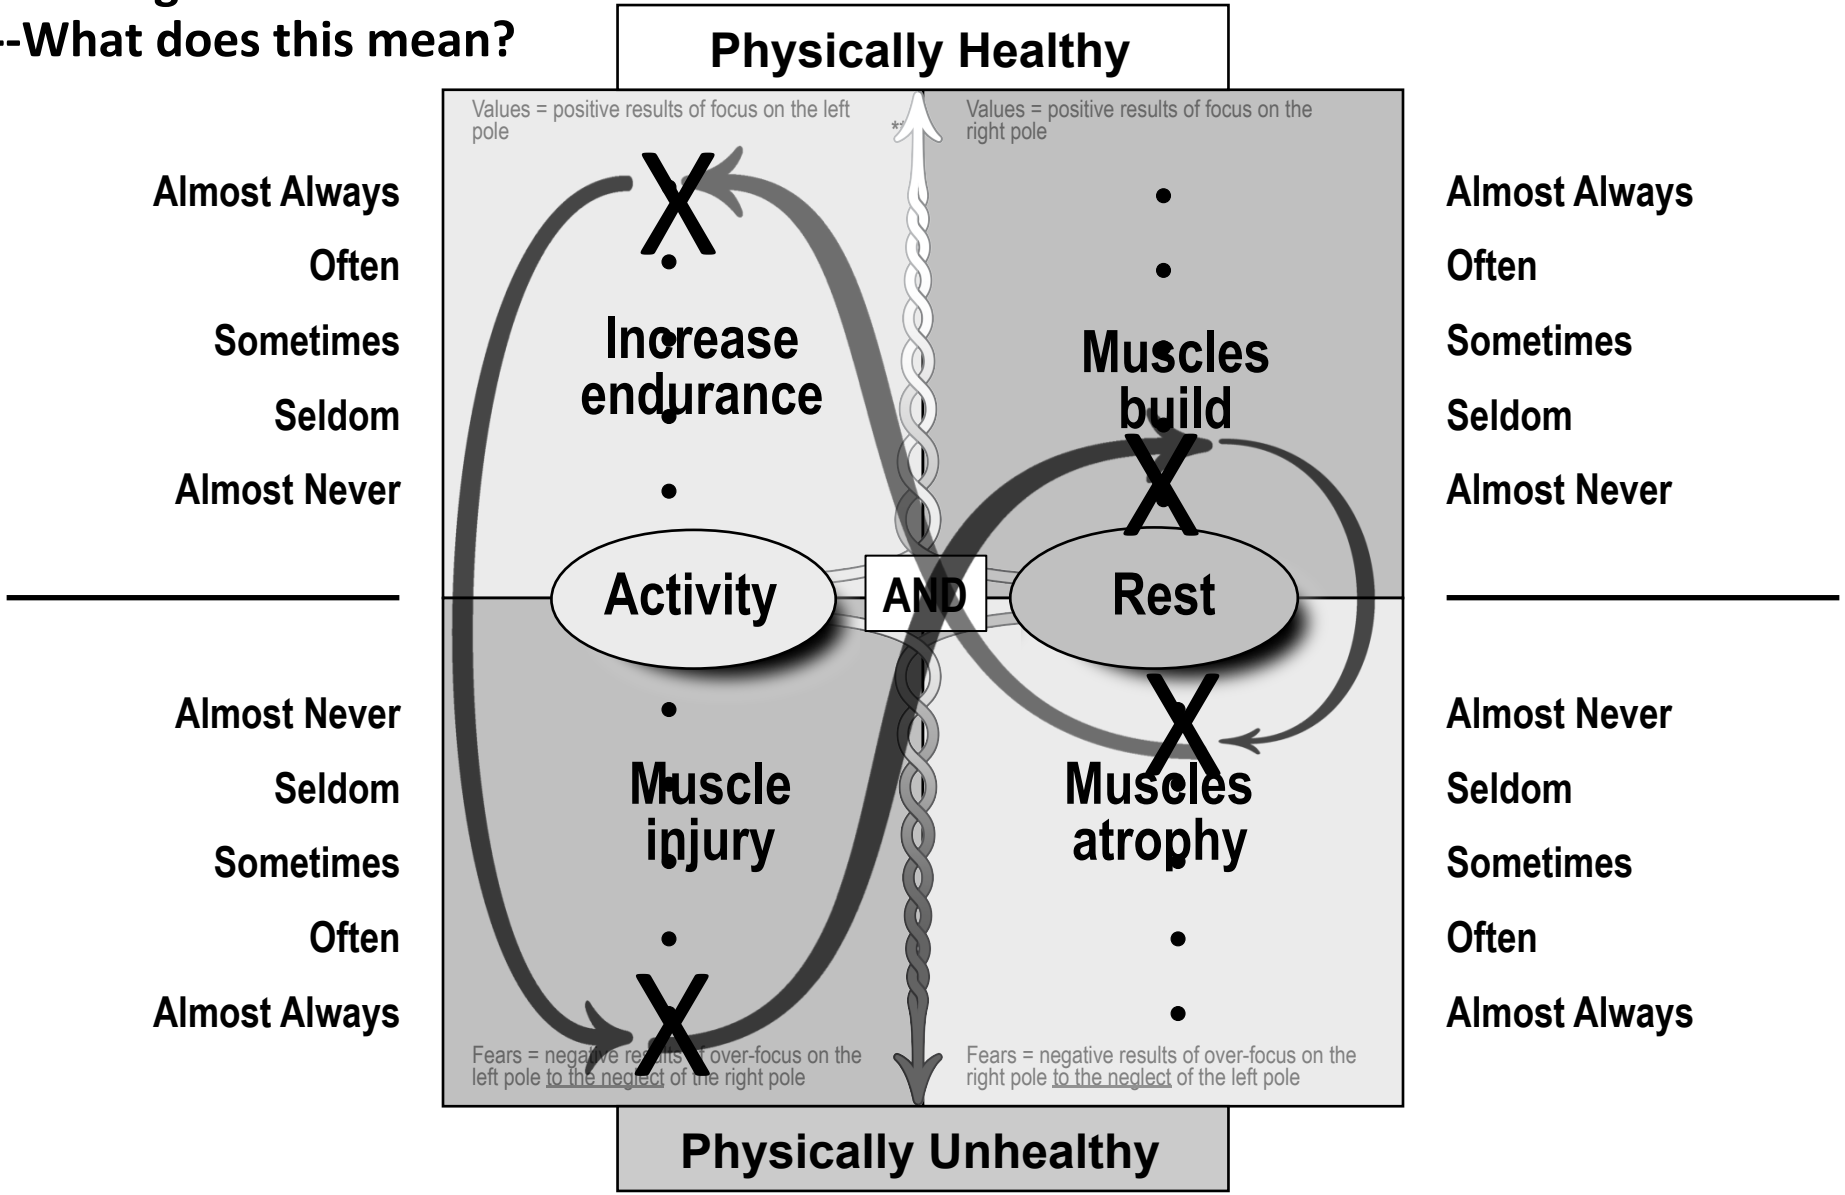 --What does this mean?
Physically Healthy
Values = positive results of focus on the left
pole
**
Values = positive results of focus on the
right pole
Almost Always
Often
Sometimes
Seldom
Almost Never
X
Increase
endurance
Muscles
build
X
Almost Always
Often
Sometimes
Seldom
Almost Never
Activity
AND
Rest
Almost Never
Seldom
Sometimes
Often
Almost Always
Muscle
injury
X
X
Muscles
atrophy
Almost Never
Seldom
Sometimes
Often
Almost Always
Fears = negative results of over-focus on the
left pole to the neglect of the right pole
Fears = negative results of over-focus on the
right pole to the neglect of the left pole
Physically Unhealthy